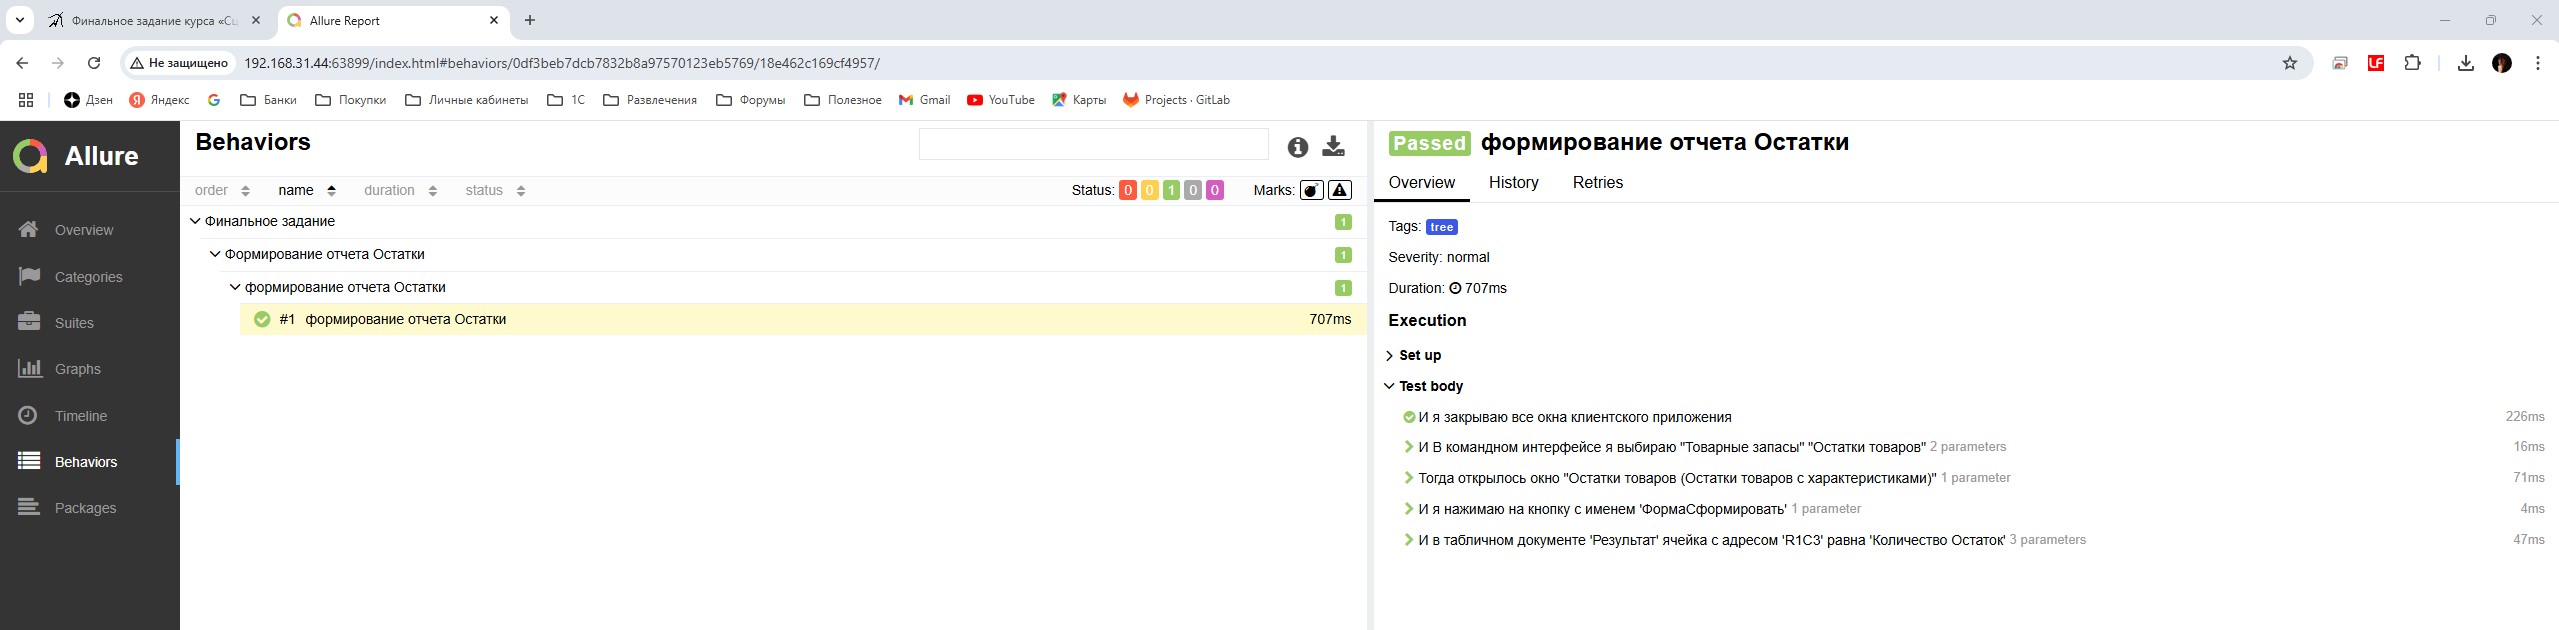 Финальное задание курса «Сц
Allure Report
Не защищено
192.168.31.44:63899/index.html#behaviors/0df3beb7dcb7832b8a97570123eb5769/18e462c169cf4957/
Дзен
Яндекс
Банки
Покупки
Личные кабинеты
1С
Развлечения
Форумы
Полезное
Gmail
YouTube
Карты
Projects · GitLab
Allure
Overview
Categories
Suites
Graphs
Timeline
Behaviors
Packages
Behaviors
order name duration status
Status: 0 0 1 0 0 Marks:
Финальное задание 1
Формирование отчета Остатки 1
формирование отчета Остатки 1
#1 формирование отчета Остатки 707ms
Passed формирование отчета Остатки
Overview History Retries
Tags: tree
Severity: normal
Duration: 707ms
Execution
Set up
Test body
И я закрываю все окна клиентского приложения 226ms
И В командном интерфейсе я выбираю "Товарные запасы" "Остатки товаров" 2 parameters 16ms
Тогда открылось окно "Остатки товаров (Остатки товаров с характеристиками)" 1 parameter 71ms
И я нажимаю на кнопку с именем 'ФормаСформировать' 1 parameter 4ms
И в табличном документе 'Результат' ячейка с адресом 'R1C3' равна 'Количество Остаток' 3 parameters 47ms